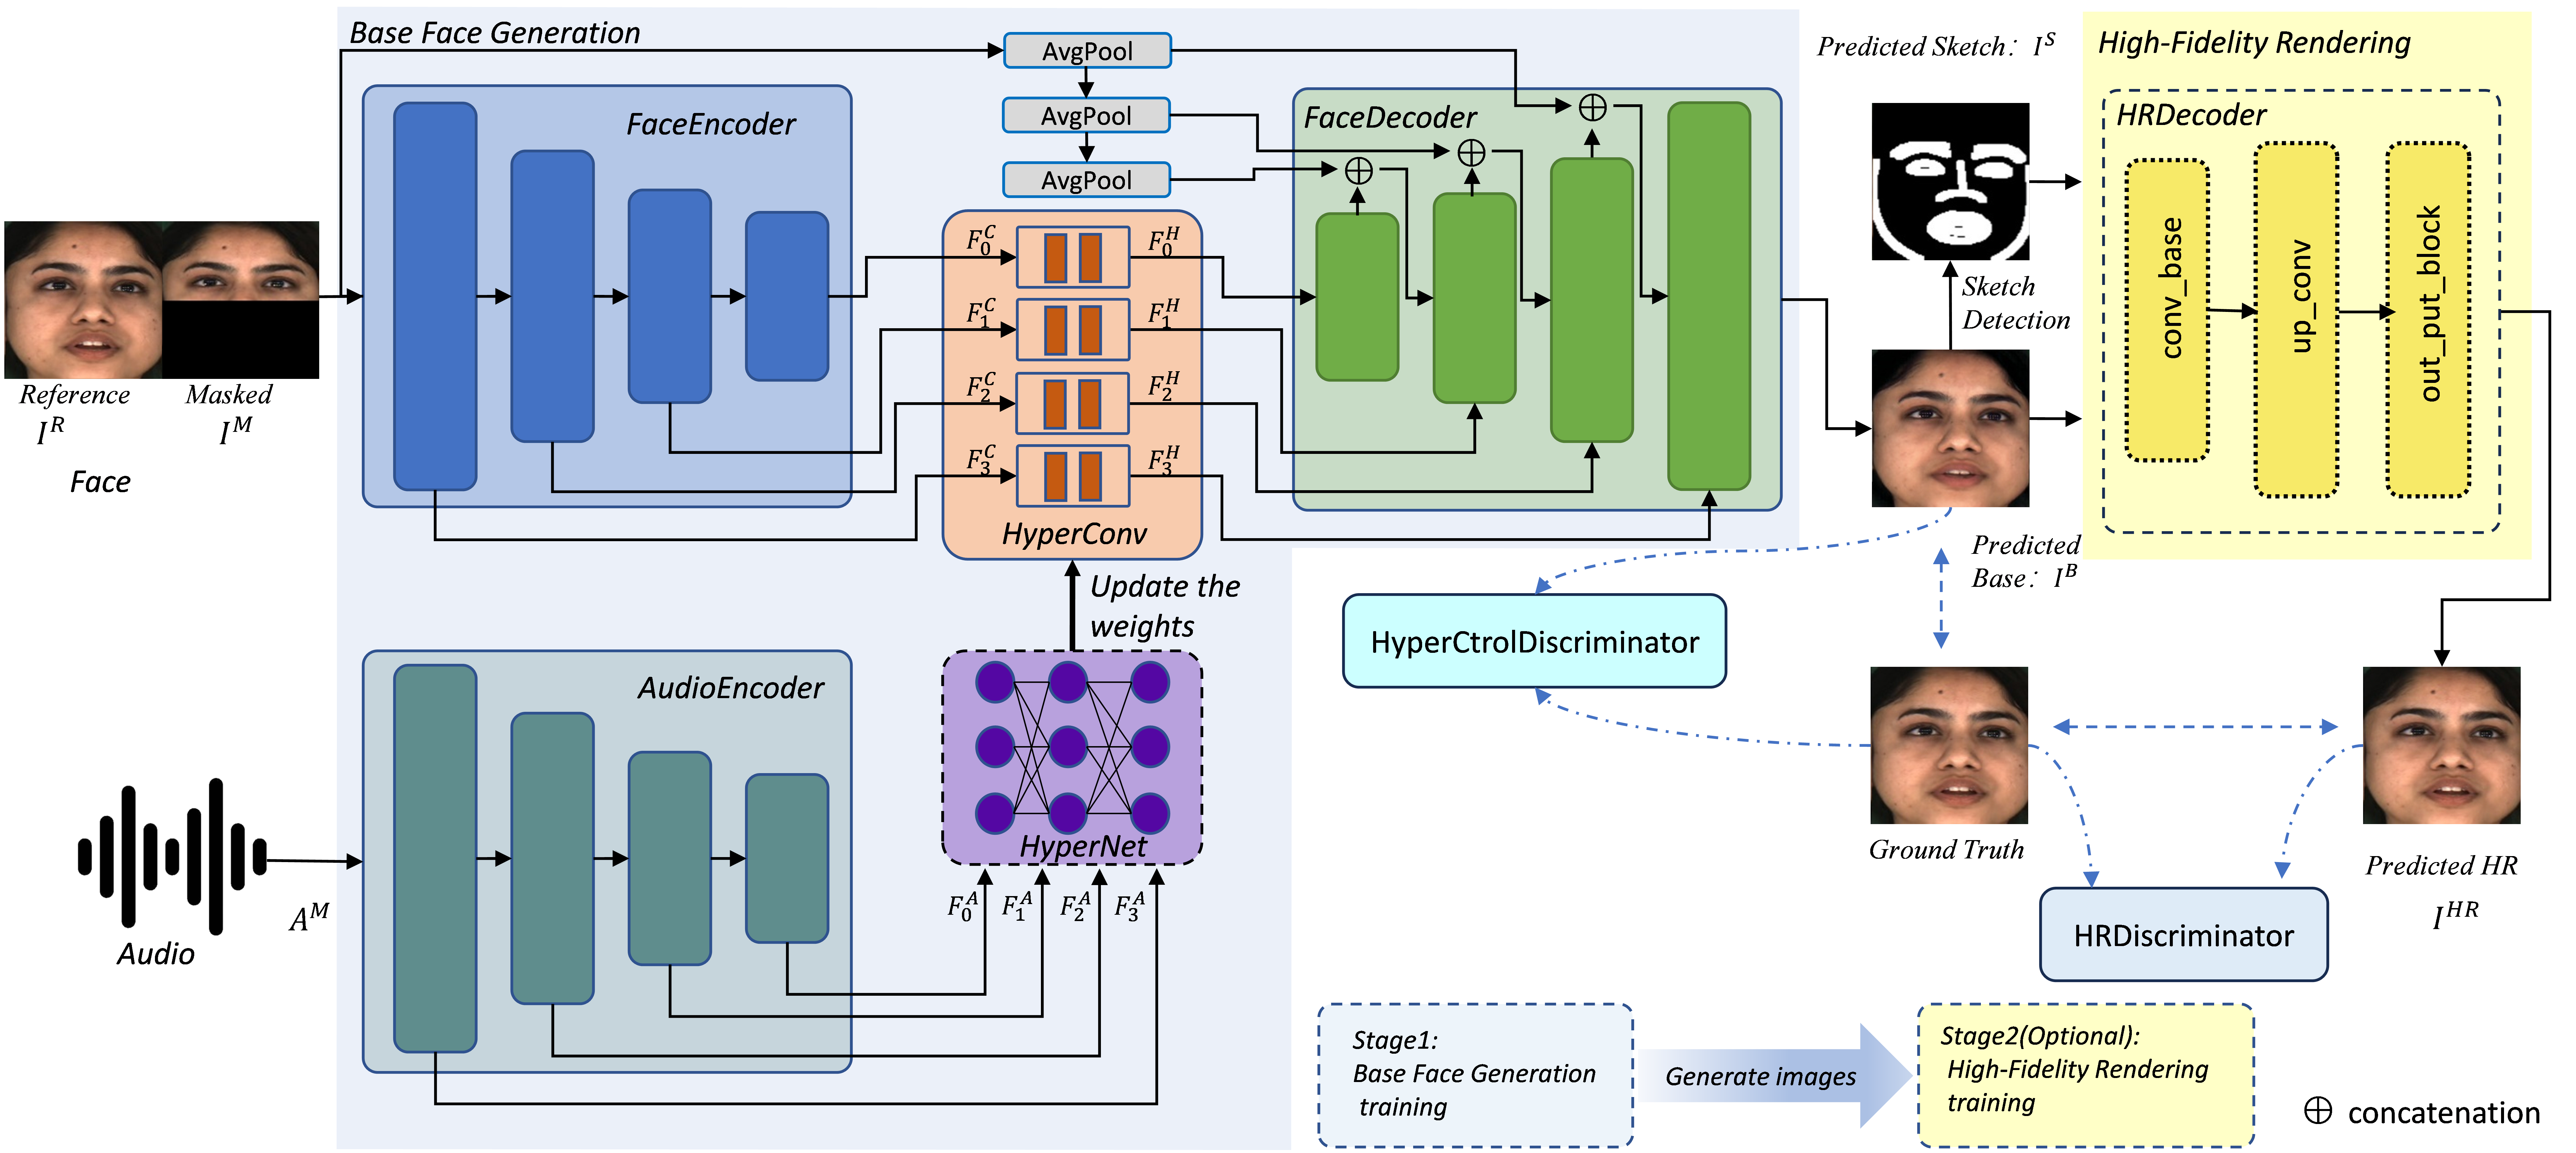 Base Face Generation
AvgPool
AvgPool
AvgPool
FaceEncoder
FaceDecoder
Reference
I^R
Masked
I^M
Face
F_0^C
F_0^H
F_1^C
F_1^H
F_2^C
F_2^H
F_3^C
F_3^H
HyperConv
Update the
weights
AudioEncoder
HyperNet
F_0^A
F_1^A
F_2^A
F_3^A
A^M
Audio
Predicted Sketch: I^S
Sketch
Detection
Predicted
Base: I^B
High-Fidelity Rendering
HRDecoder
conv_base
up_conv
out_put_block
HyperCtrolDiscriminator
Ground Truth
Predicted HR
I^{HR}
HRDiscriminator
Stage1:
Base Face Generation
training
Generate images
Stage2(Optional):
High-Fidelity Rendering
training
⊕ concatenation